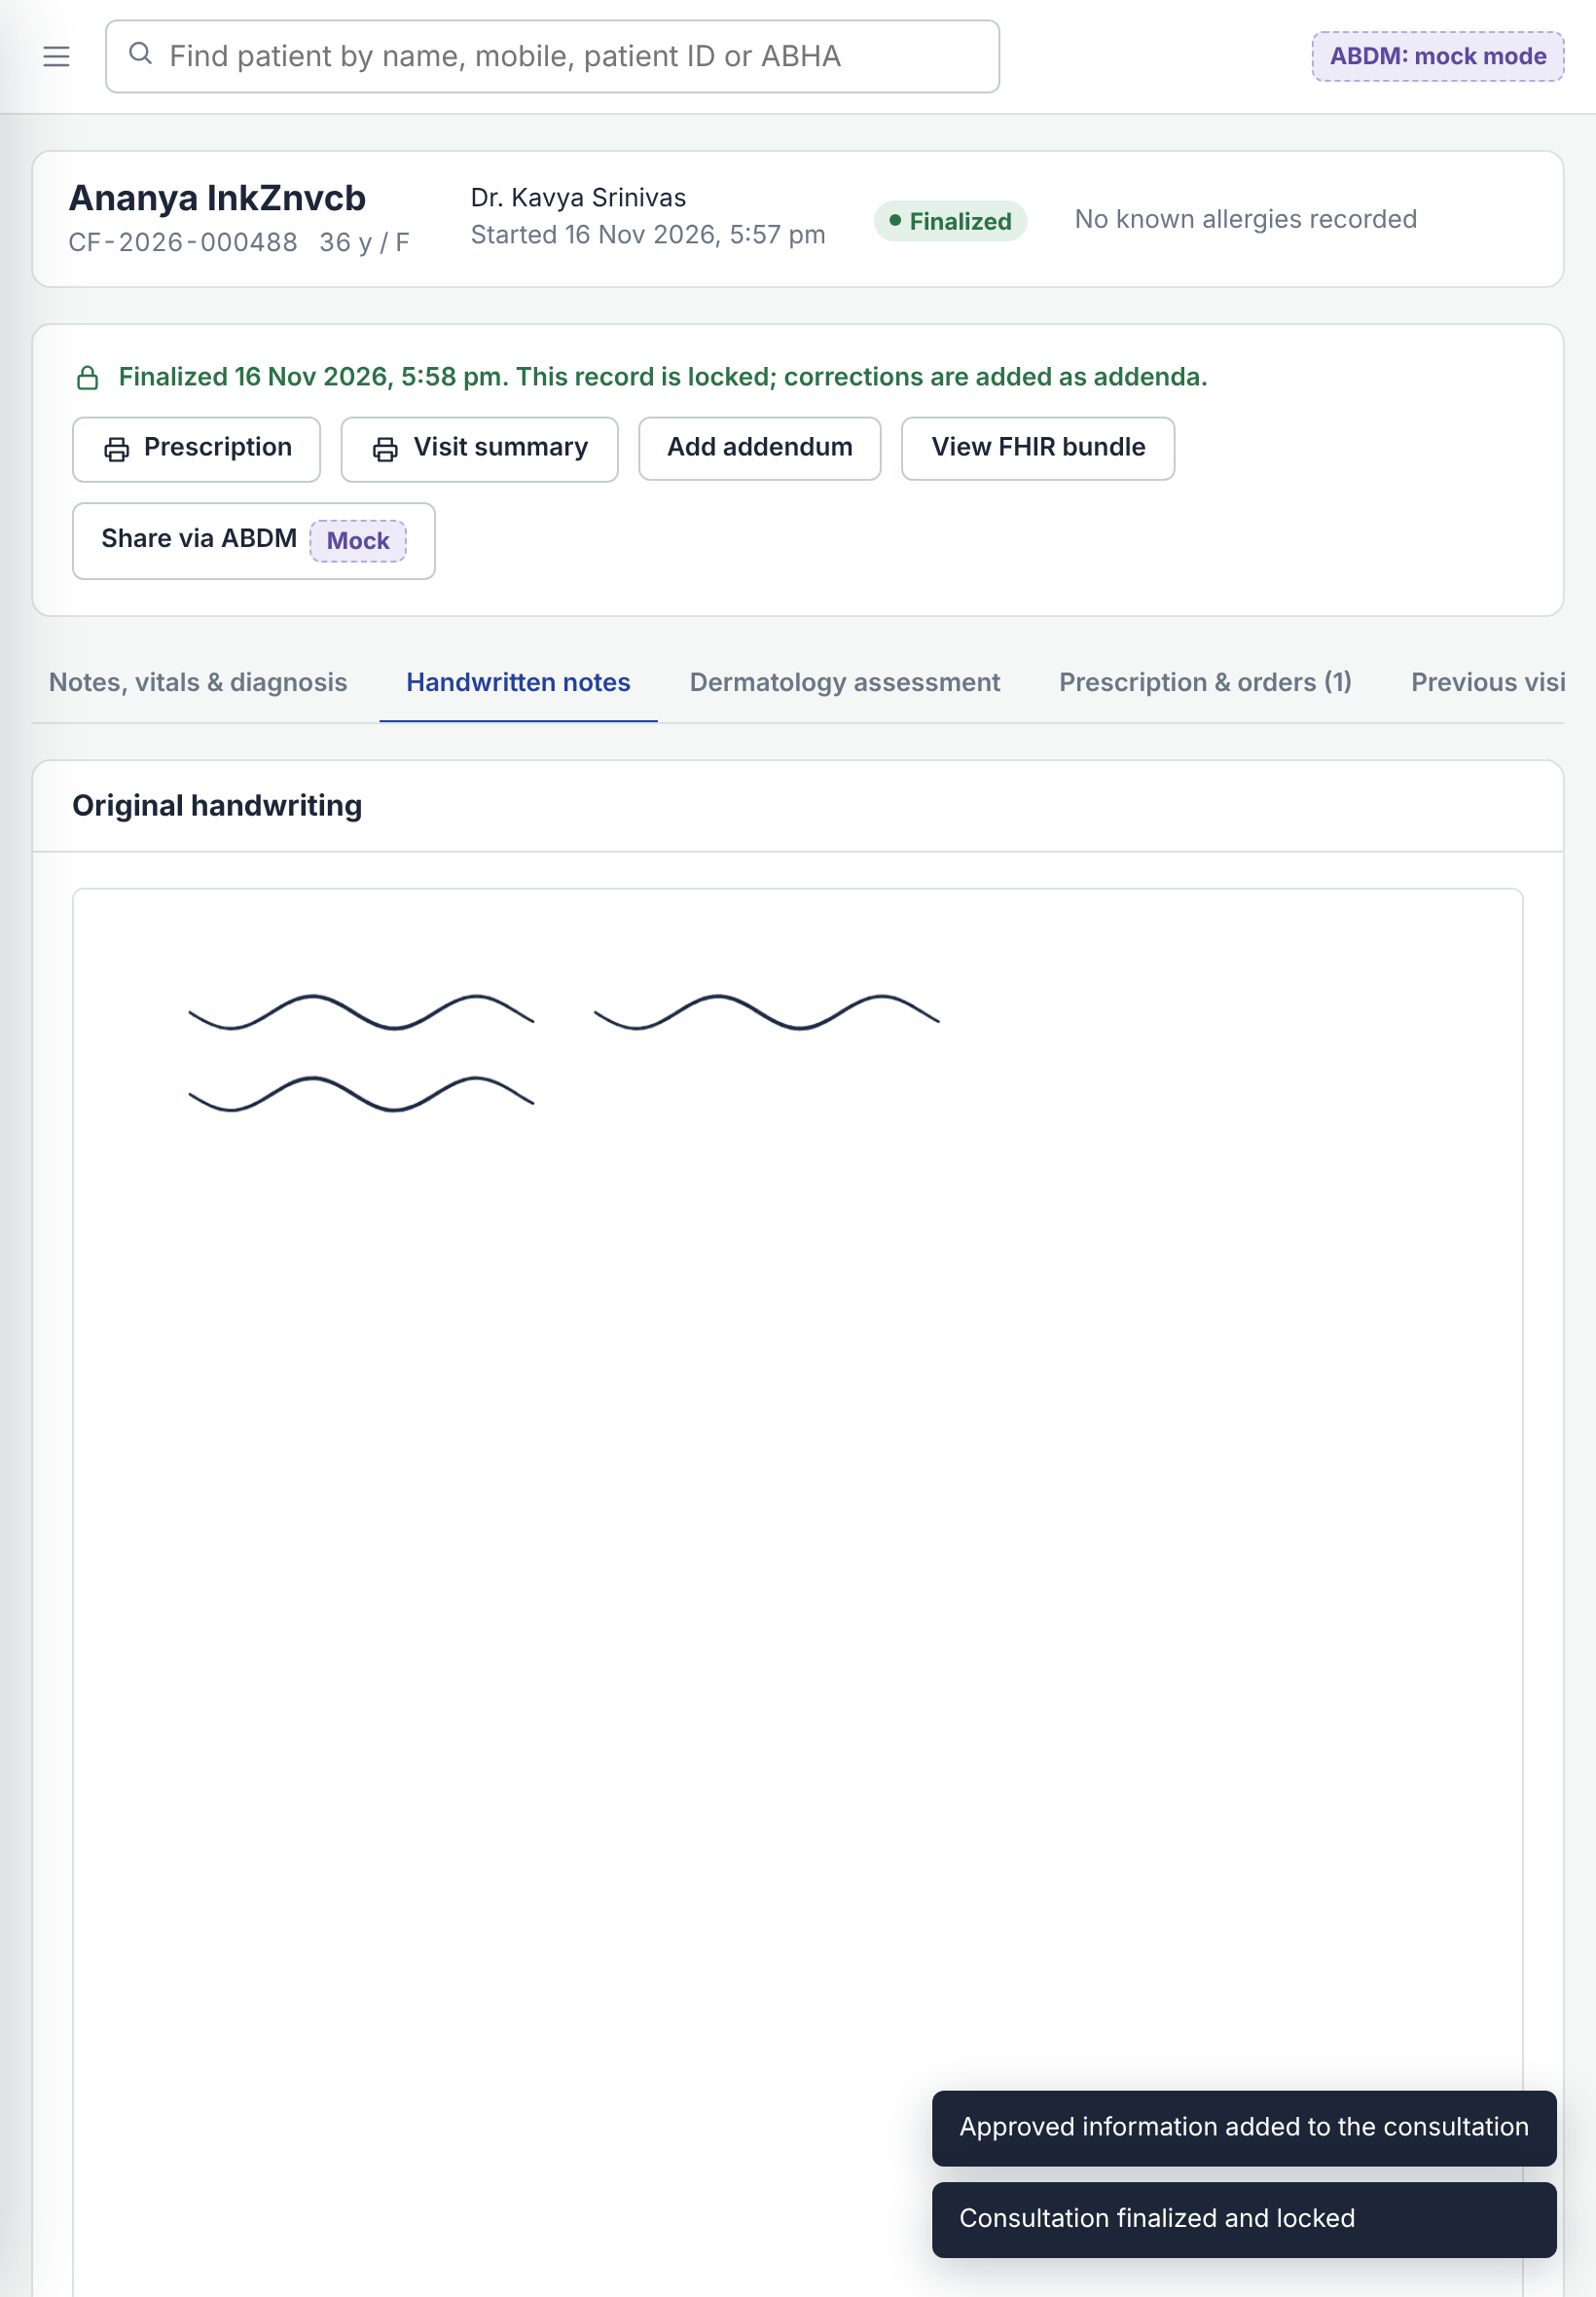 Find patient by name, mobile, patient ID or ABHA
ABDM: mock mode
Ananya InkZnvcb
CF-2026-000488 36 y / F
Dr. Kavya Srinivas
Started 16 Nov 2026, 5:57 pm
Finalized
No known allergies recorded
Finalized 16 Nov 2026, 5:58 pm. This record is locked; corrections are added as addenda.
Prescription
Visit summary
Add addendum
View FHIR bundle
Share via ABDM Mock
Notes, vitals & diagnosis
Handwritten notes
Dermatology assessment
Prescription & orders (1)
Previous visi
Original handwriting
Approved information added to the consultation
Consultation finalized and locked